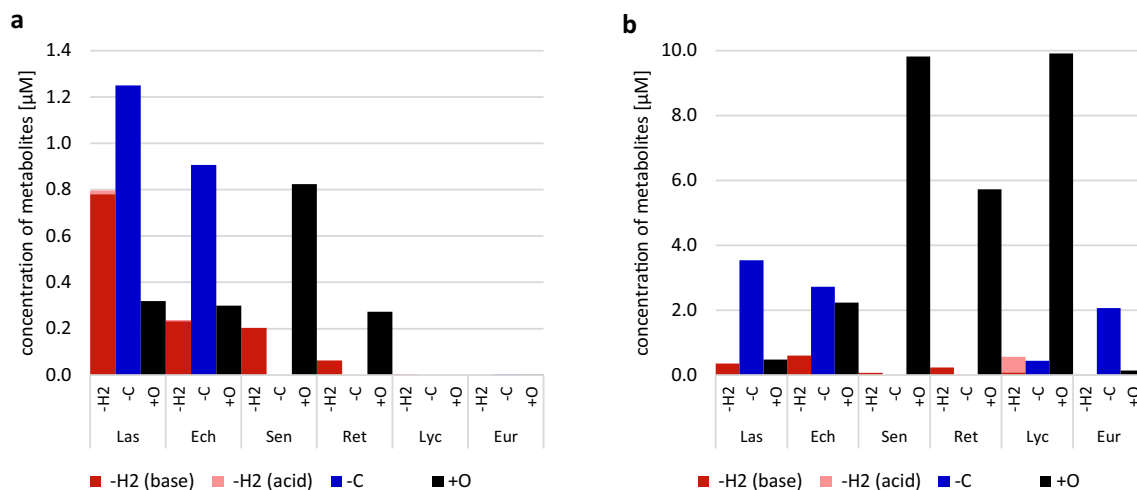 a
concentration of metabolites [µM]
1.4
1.2
1.0
0.8
0.6
0.4
0.2
0.0
-H2 -C +O -H2 -C +O -H2 -C +O -H2 -C +O -H2 -C +O -H2 -C +O
Las Ech Sen Ret Lyc Eur
-H2 (base) -H2 (acid) -C +O
b
concentration of metabolites [µM]
10.0
8.0
6.0
4.0
2.0
0.0
-H2 -C +O -H2 -C +O -H2 -C +O -H2 -C +O -H2 -C +O -H2 -C +O
Las Ech Sen Ret Lyc Eur
-H2 (base) -H2 (acid) -C +O